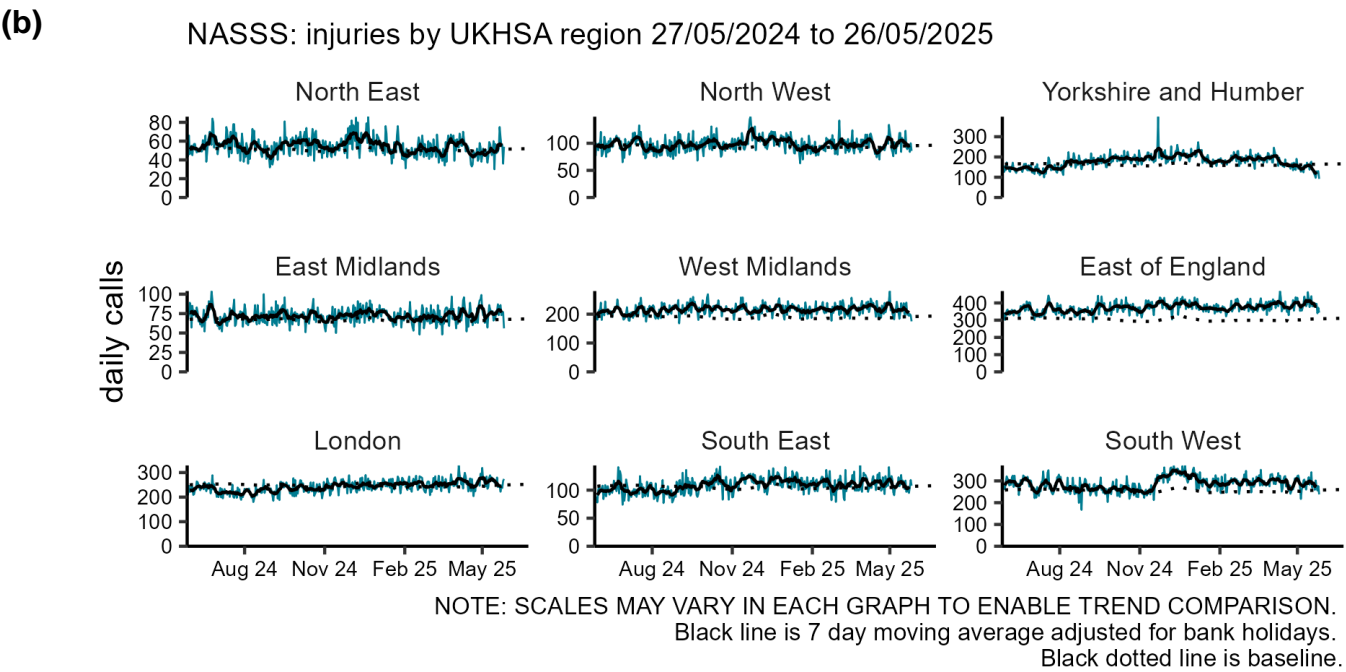 (b)
NASSS: injuries by UKHSA region 27/05/2024 to 26/05/2025
North East
North West
Yorkshire and Humber
80
60
40
20
0
100
50
0
300
200
100
0
daily calls
East Midlands
West Midlands
East of England
100
75
50
25
0
200
100
0
400
300
200
100
0
London
South East
South West
300
200
100
0
100
50
0
300
200
100
0
Aug 24 Nov 24 Feb 25 May 25
Aug 24 Nov 24 Feb 25 May 25
Aug 24 Nov 24 Feb 25 May 25
NOTE: SCALES MAY VARY IN EACH GRAPH TO ENABLE TREND COMPARISON.
Black line is 7 day moving average adjusted for bank holidays.
Black dotted line is baseline.